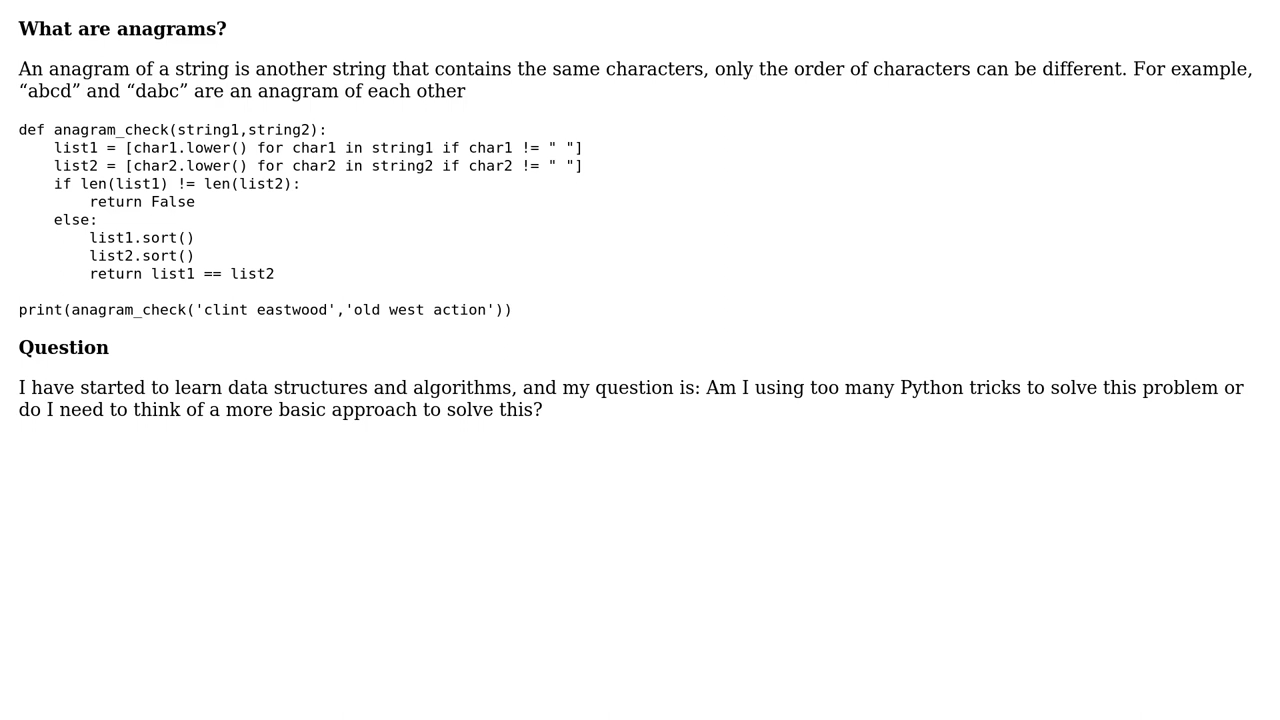 What are anagrams?
An anagram of a string is another string that contains the same characters, only the order of characters can be different. For example,
“abcd” and “dabc” are an anagram of each other
def anagram_check(string1,string2):
    list1 = [char1.lower() for char1 in string1 if char1 != " "]
    list2 = [char2.lower() for char2 in string2 if char2 != " "]
    if len(list1) != len(list2):
        return False
    else:
        list1.sort()
        list2.sort()
        return list1 == list2
print(anagram_check('clint eastwood','old west action'))
Question
I have started to learn data structures and algorithms, and my question is: Am I using too many Python tricks to solve this problem or
do I need to think of a more basic approach to solve this?